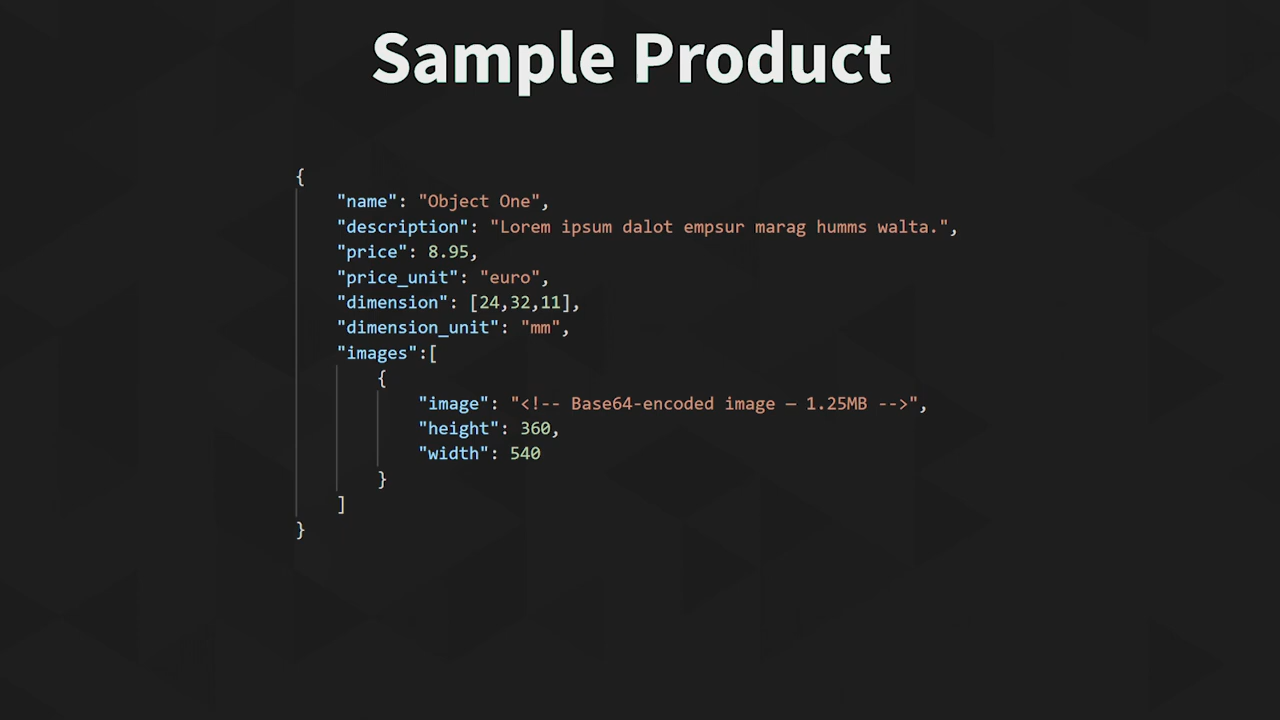 Sample Product
{
"name": "Object One",
"description": "Lorem ipsum dalot empsur marag humms walta.",
"price": 8.95,
"price_unit": "euro",
"dimension": [24,32,11],
"dimension_unit": "mm",
"images":[
{
"image": "<!-- Base64-encoded image — 1.25MB -->",
"height": 360,
"width": 540
}
]
}